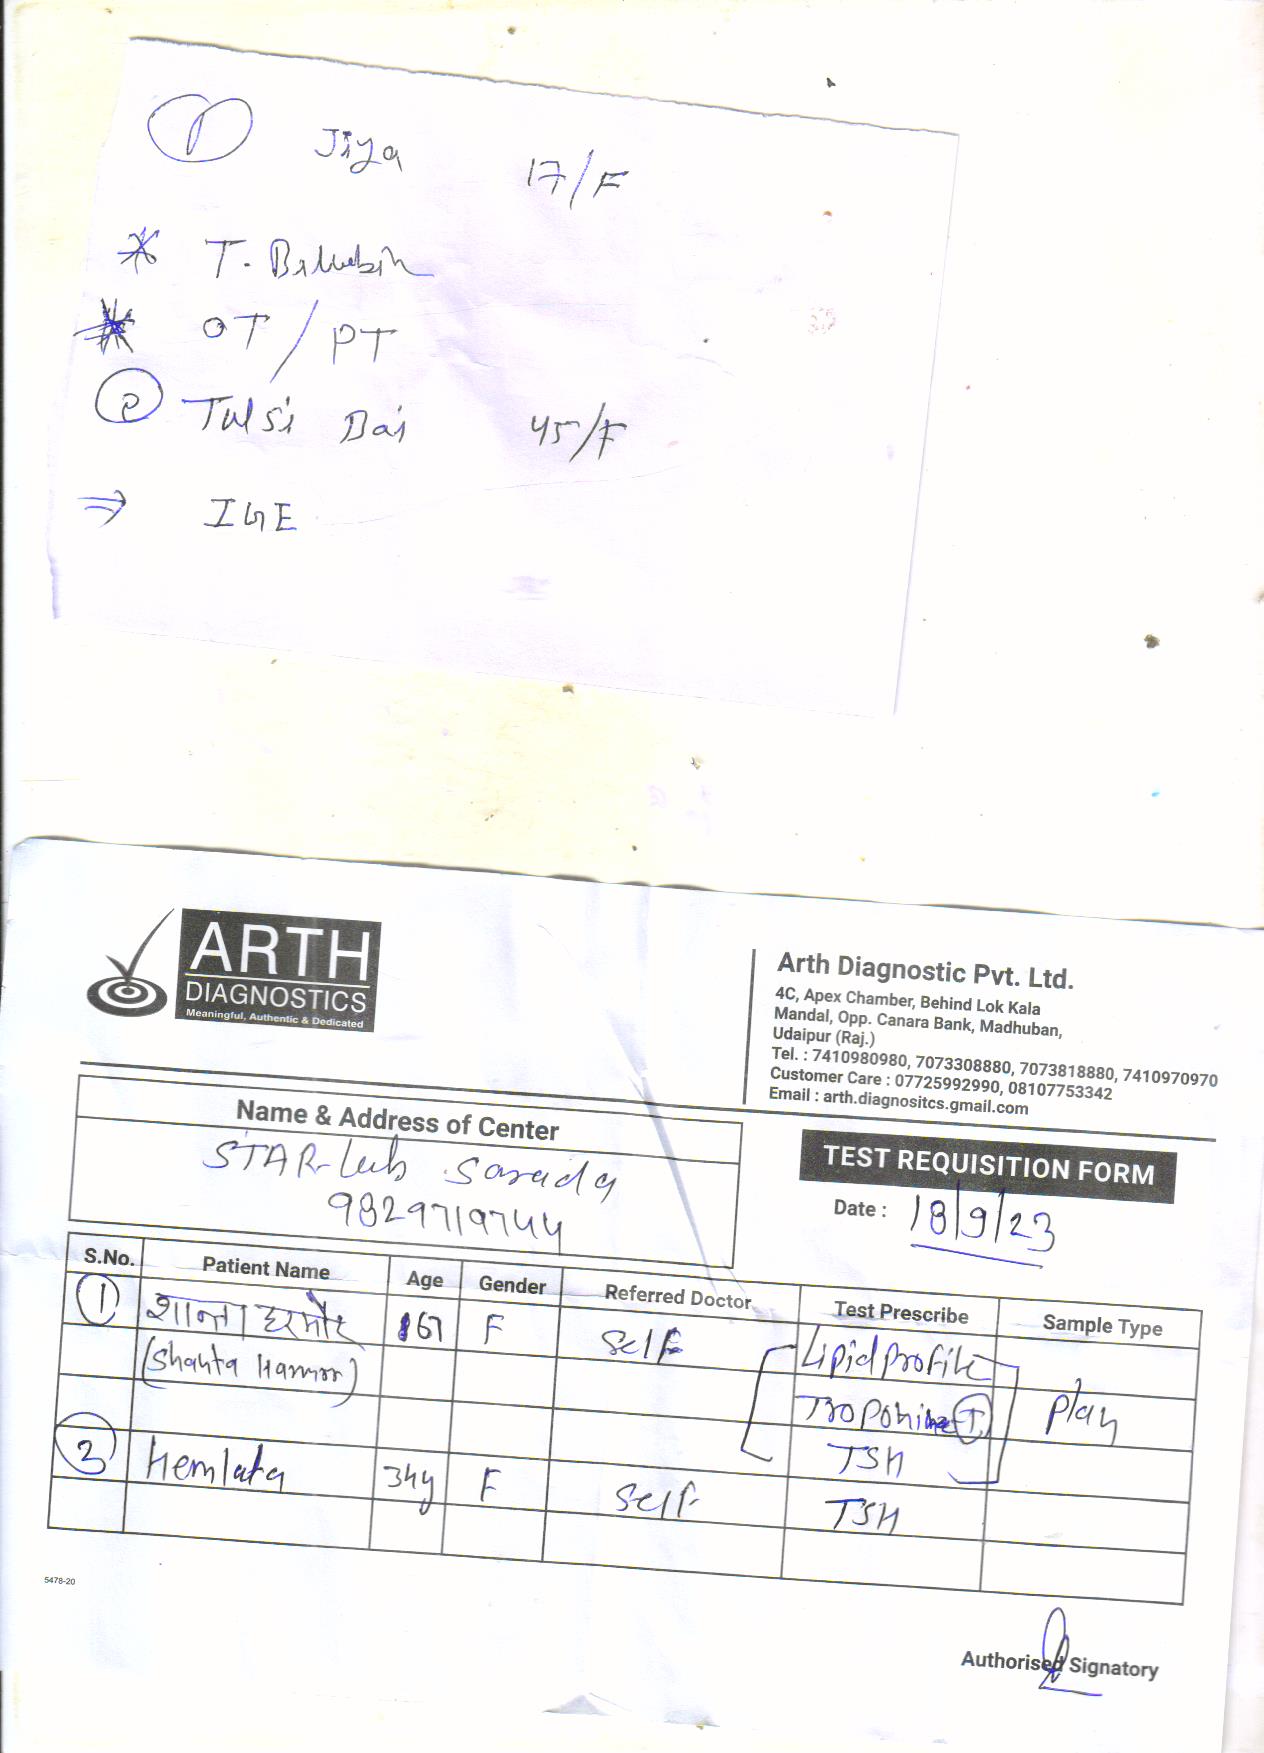 1 Jiya 17/F
* T. Bilirubin
* OT / PT
2 Tulsi Bai 45/F
⇒ IGE
ARTH
DIAGNOSTICS
Meaningful, Authentic & Dedicated
Arth Diagnostic Pvt. Ltd.
4C, Apex Chamber, Behind Lok Kala
Mandal, Opp. Canara Bank, Madhuban,
Udaipur (Raj.)
Tel. : 7410980980, 7073308880, 7073818880, 7410970970
Customer Care : 07725992990, 08107753342
Email : arth.diagnositcs.gmail.com
Name & Address of Center
STAR Lab Sarada
9829719744
TEST REQUISITION FORM
Date : 18/9/23
S.No. Patient Name Age Gender Referred Doctor Test Prescribe Sample Type
1 67 F Self Lipid profile
(Shanta
Troponine T Plan
TSH
2 Hemlata 34y F Self TSH
5478-20
Authorised Signatory